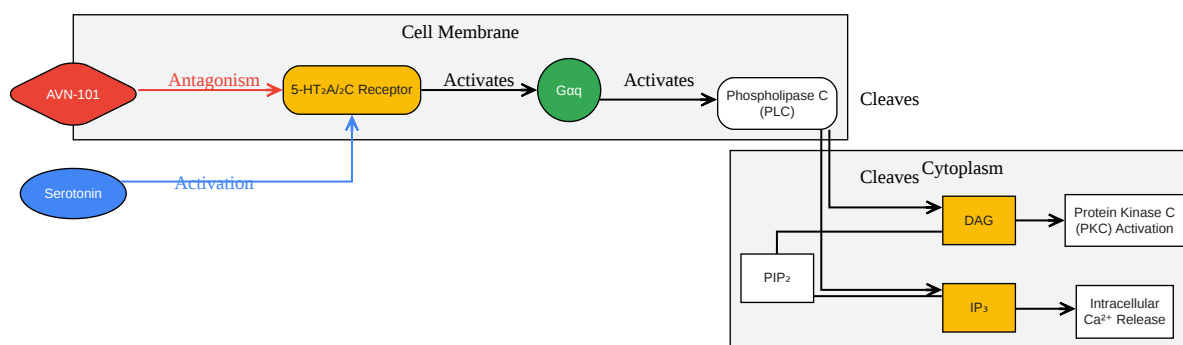 Cell Membrane
AVN-101
Antagonism
5-HT₂A/₂C Receptor
Activates
Gαq
Activates
Phospholipase C
(PLC)
Cleaves
Serotonin
Activation
Cleaves
Cytoplasm
DAG
Protein Kinase C
(PKC) Activation
PIP₂
IP₃
Intracellular
Ca²⁺ Release